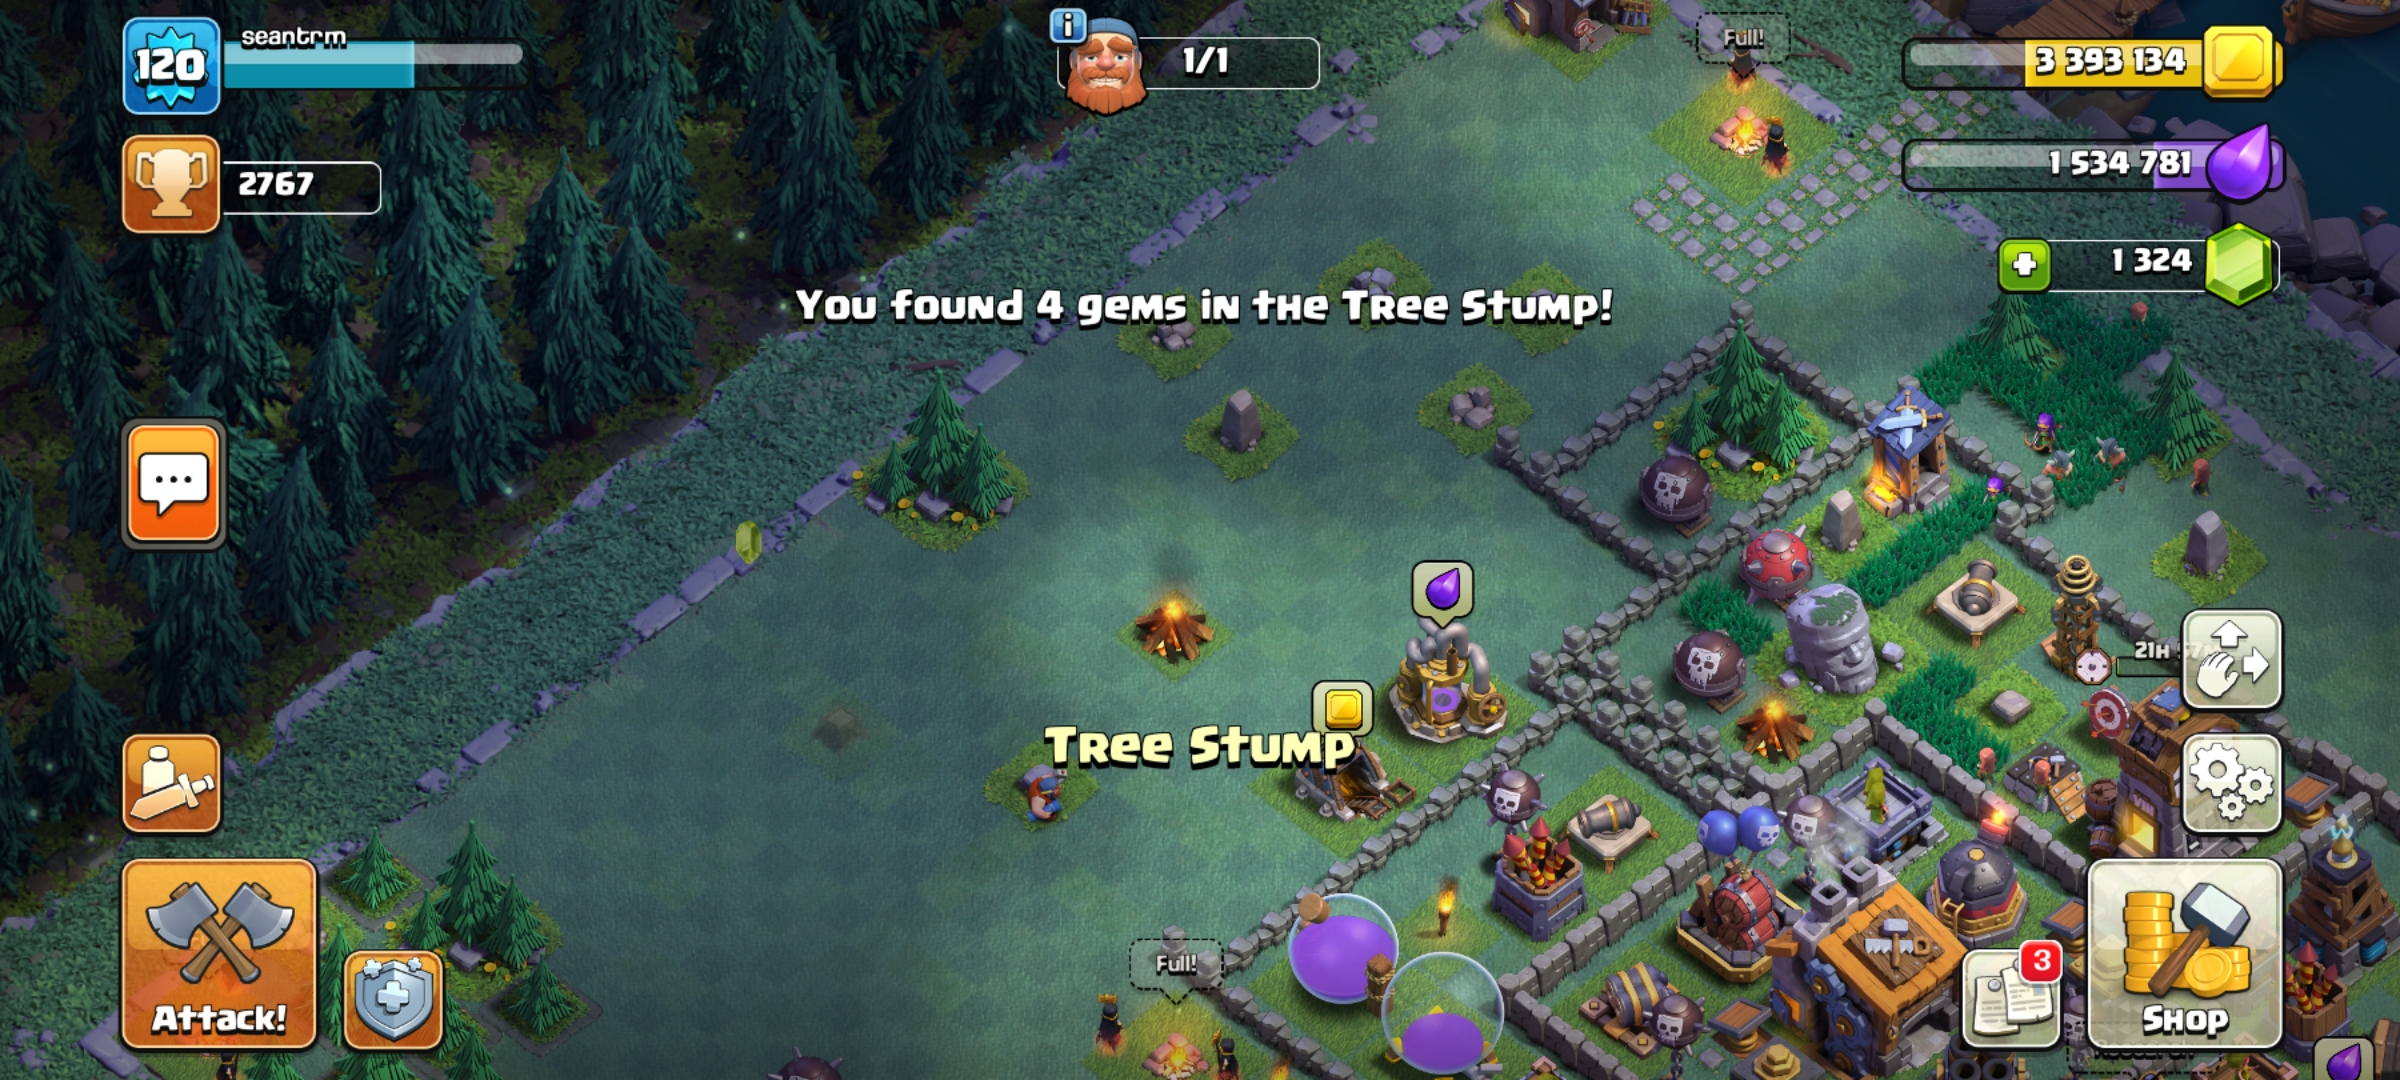 120
seantrm
1/1
Full!
3 393 134
2767
1 534 781
1 324
You found 4 gems in the Tree Stump!
21H
Tree Stump
Full!
3
Attack!
Shop